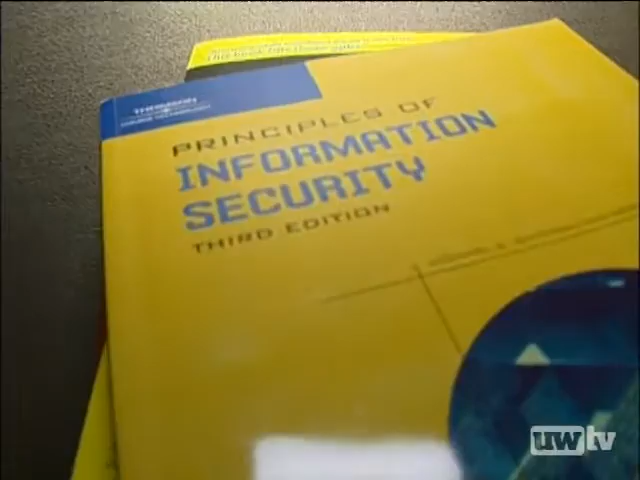 THOMSON
COURSE TECHNOLOGY
PRINCIPLES OF
INFORMATION
SECURITY
THIRD EDITION
uwtv